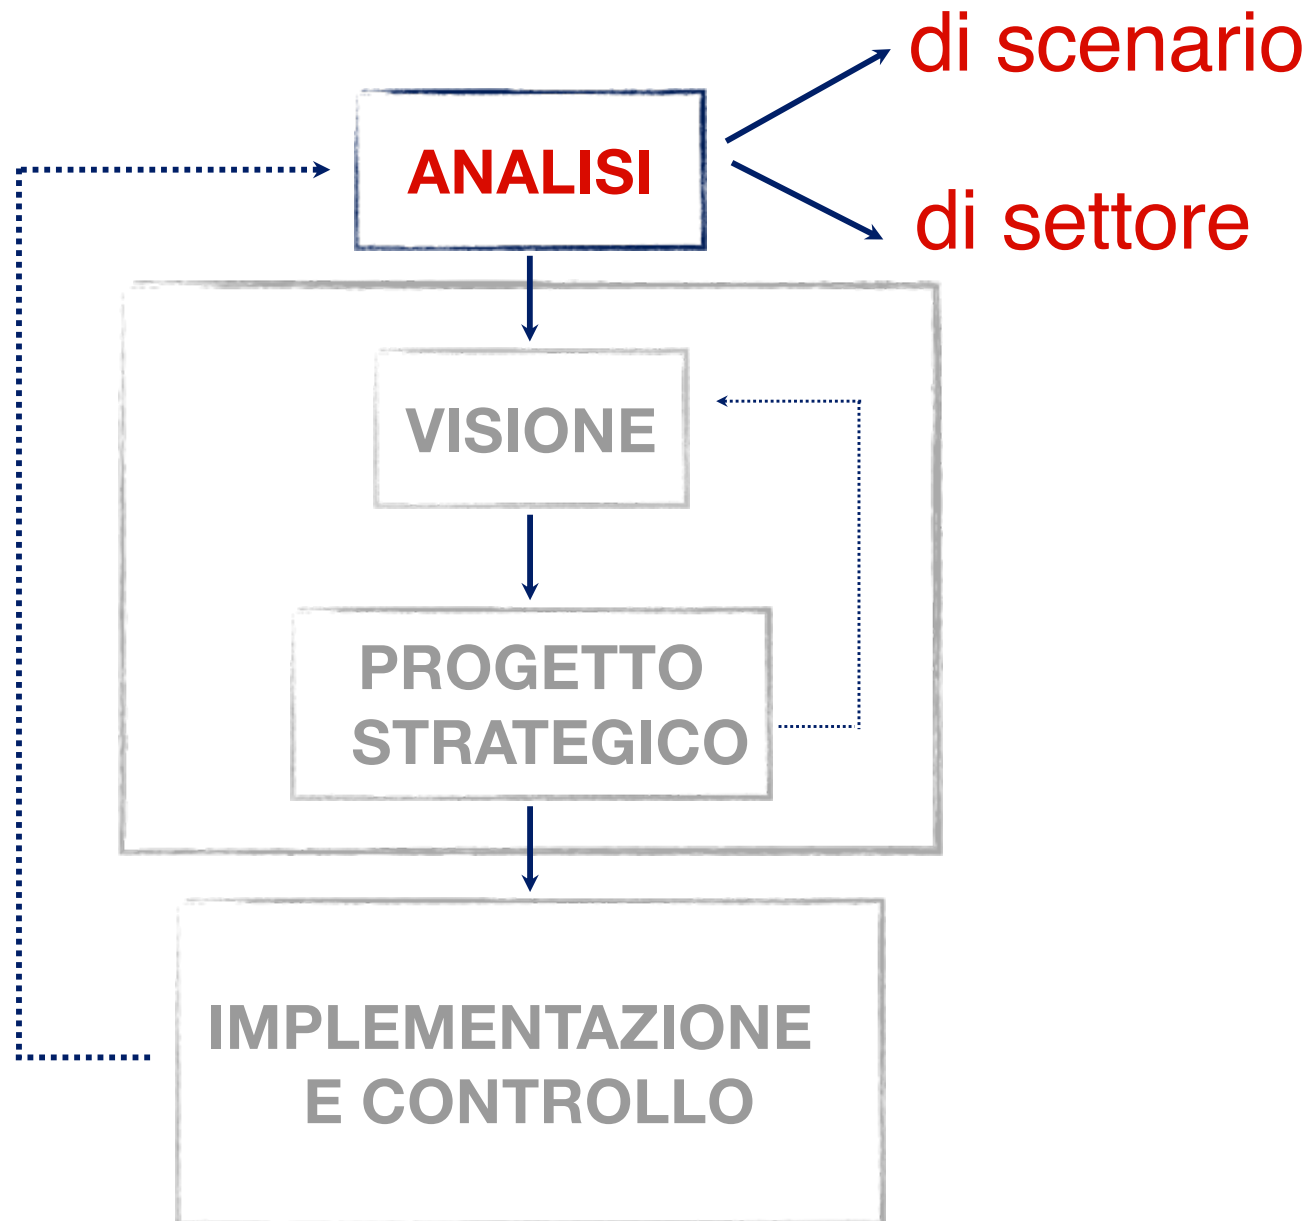 di scenario
ANALISI
di settore
VISIONE
PROGETTO
STRATEGICO
IMPLEMENTAZIONE
E CONTROLLO